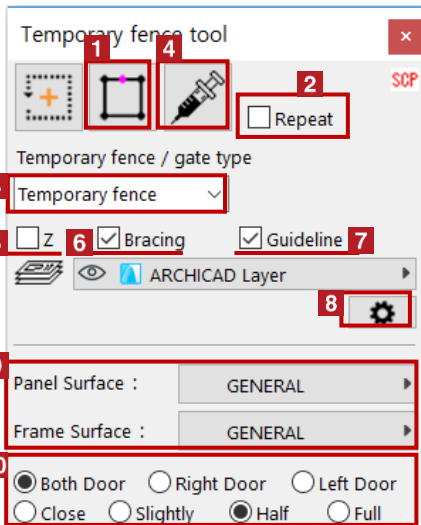 Temporary fence tool
×
1
4
2
SCP
Repeat
Temporary fence / gate type
Temporary fence
Z
6
Bracing
Guideline
7
ARCHICAD Layer
8
Panel Surface :
GENERAL
Frame Surface :
GENERAL
Both Door
Right Door
Left Door
Close
Slightly
Half
Full